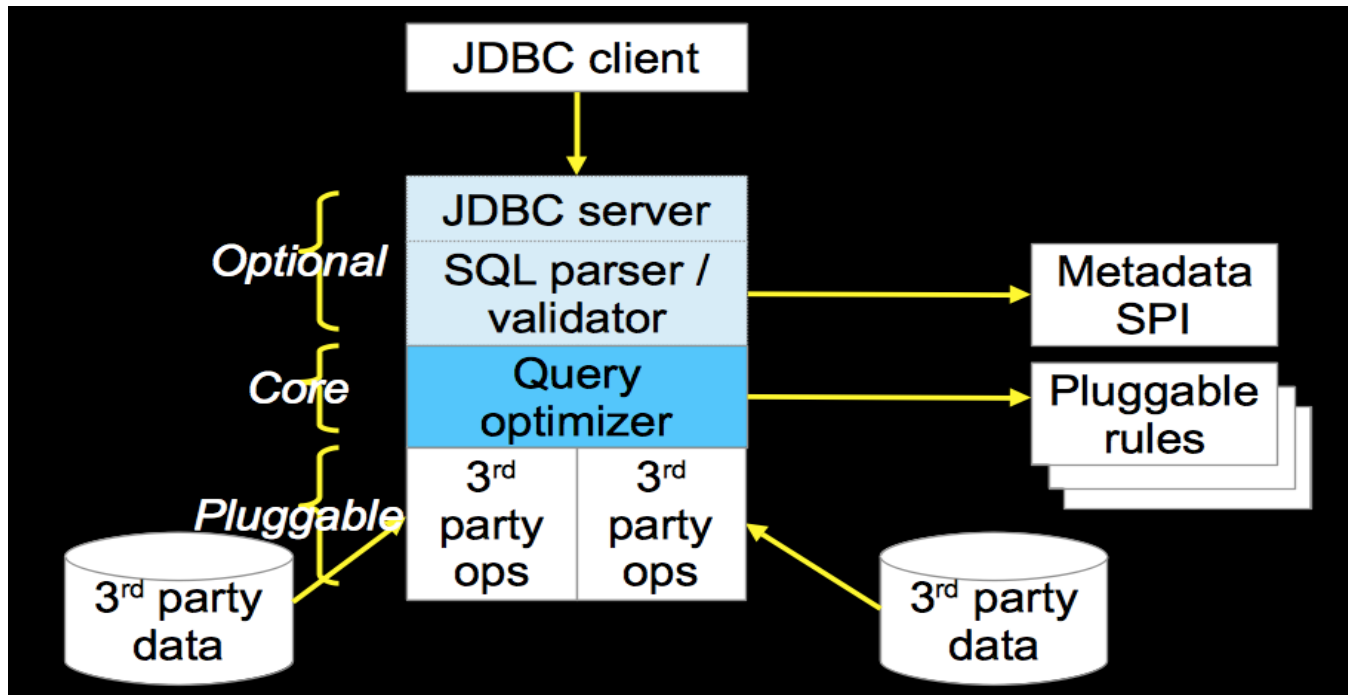 JDBC client
JDBC server
Optional
SQL parser /
validator
Metadata
SPI
Core
Query
optimizer
Pluggable
rules
Pluggable
3rd
party
ops
3rd
party
ops
3rd party
data
3rd party
data